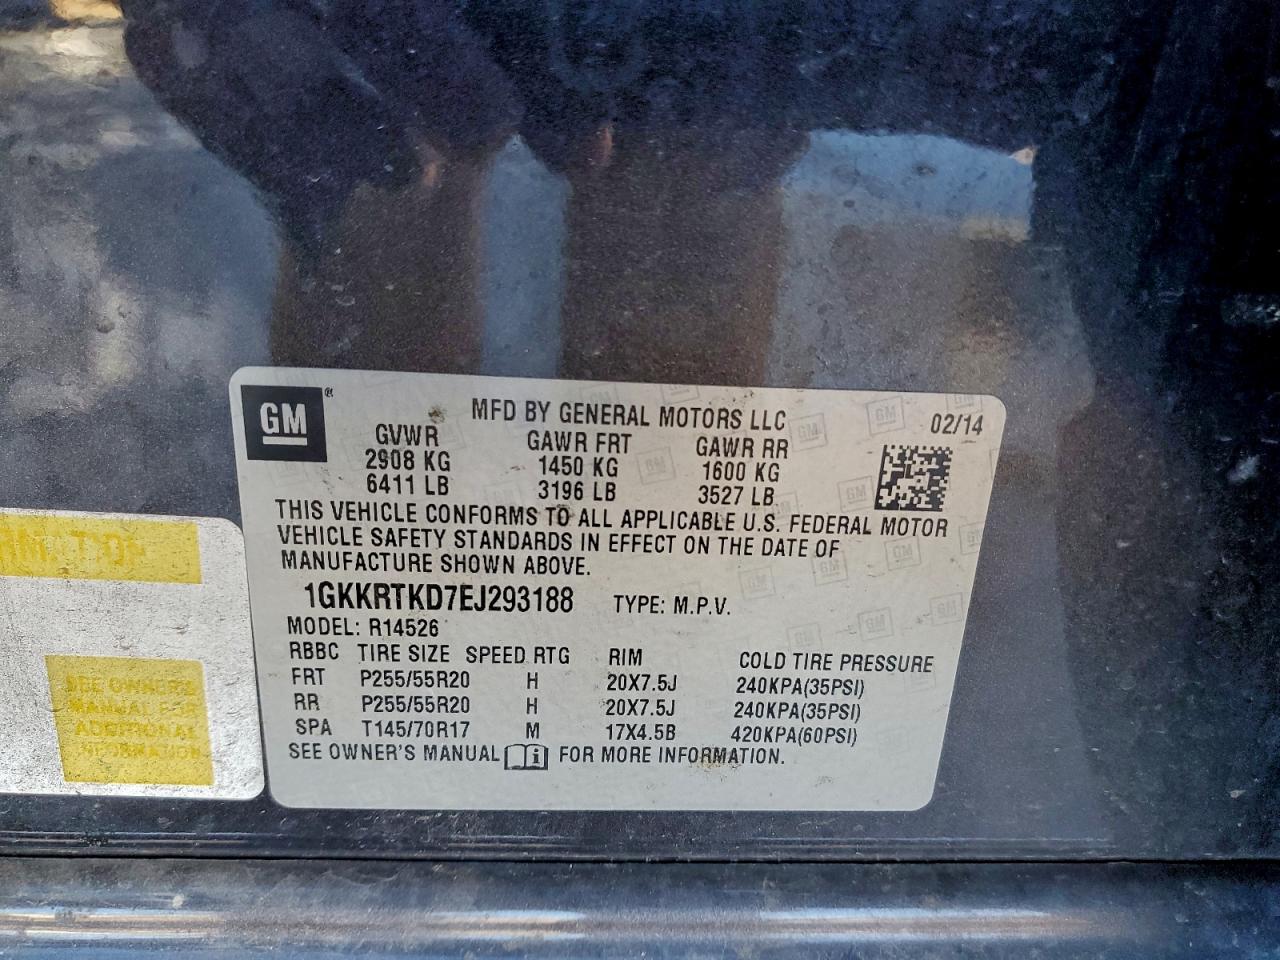 GM ® MFD BY GENERAL MOTORS LLC 02/14
GVWR GAWR FRT GAWR RR
2908 KG 1450 KG 1600 KG
6411 LB 3196 LB 3527 LB
THIS VEHICLE CONFORMS TO ALL APPLICABLE U.S. FEDERAL MOTOR
VEHICLE SAFETY STANDARDS IN EFFECT ON THE DATE OF
MANUFACTURE SHOWN ABOVE.
1GKKRTKD7EJ293188 TYPE: M.P.V.
MODEL: R14526
RBBC TIRE SIZE SPEED RTG RIM COLD TIRE PRESSURE
FRT P255/55R20 H 20X7.5J 240KPA(35PSI)
RR P255/55R20 H 20X7.5J 240KPA(35PSI)
SPA T145/70R17 M 17X4.5B 420KPA(60PSI)
SEE OWNER'S MANUAL i FOR MORE INFORMATION.
SEE OWNER'S
MANUAL FOR
ADDITIONAL
INFORMATION